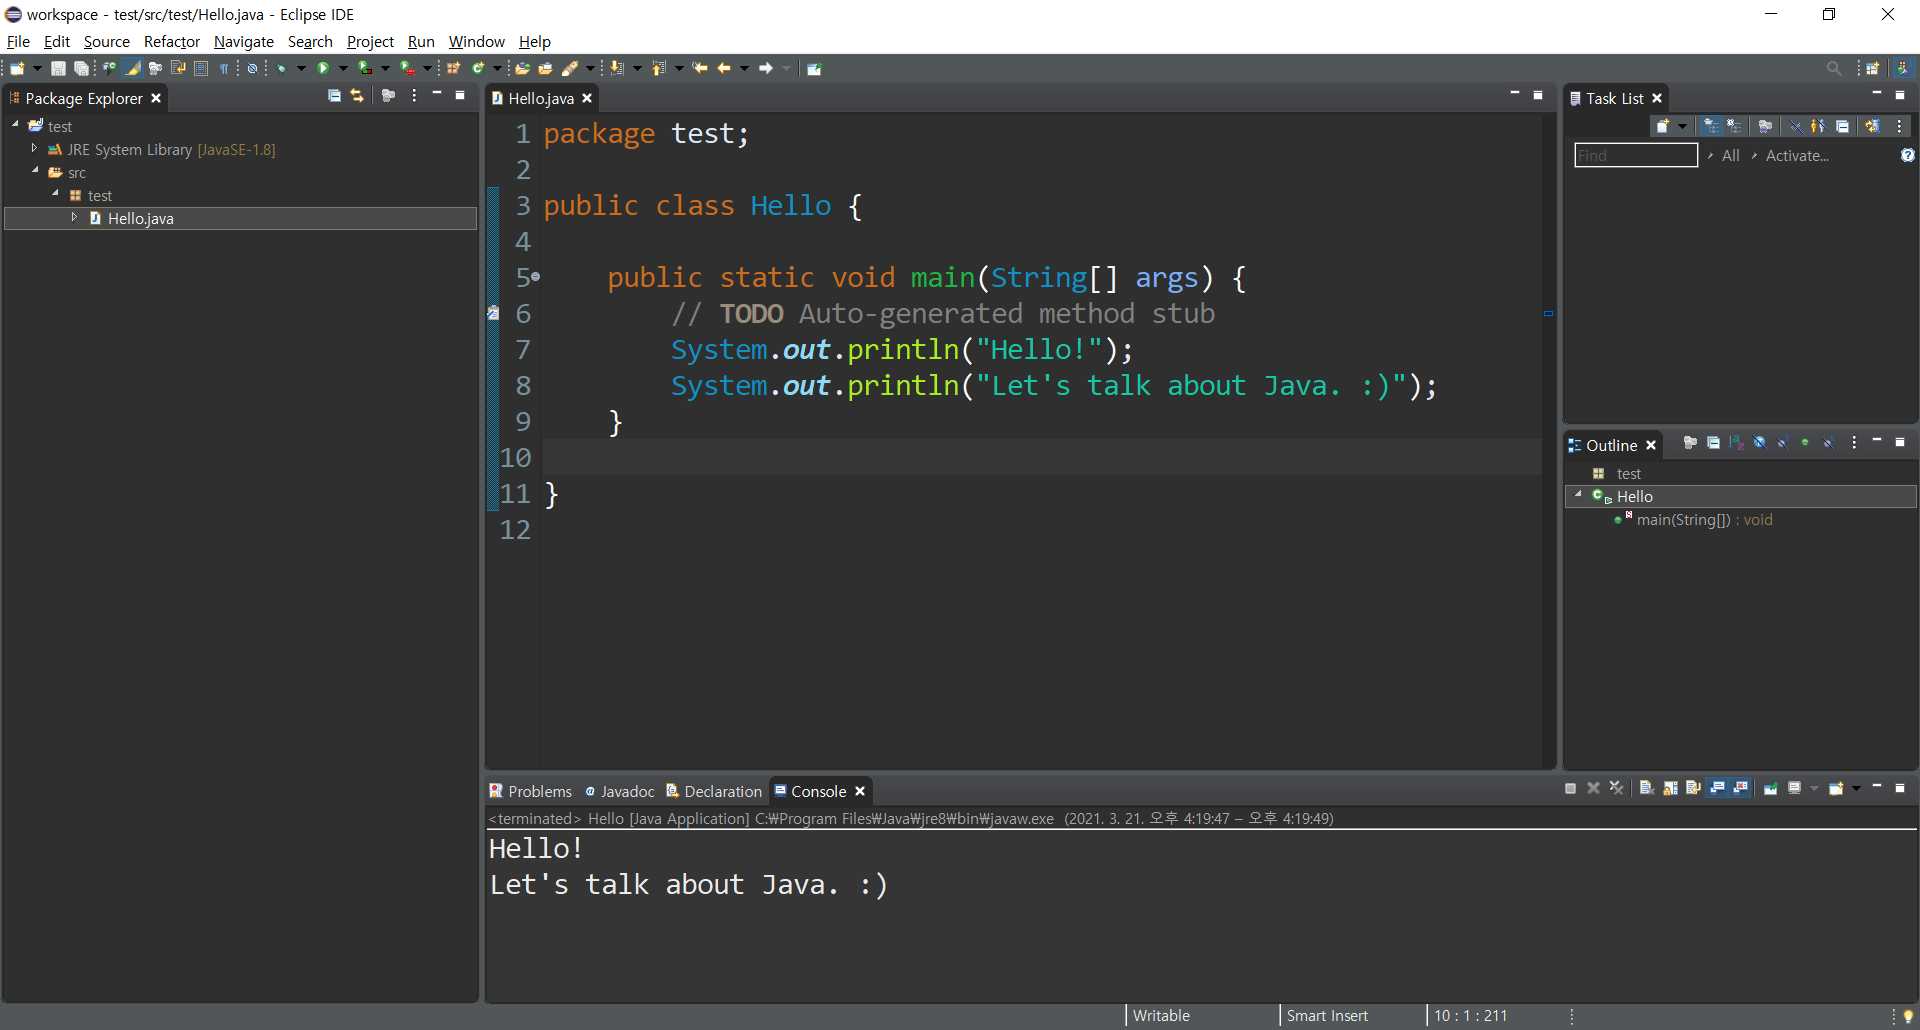 workspace - test/src/test/Hello.java - Eclipse IDE
File Edit Source Refactor Navigate Search Project Run Window Help
Package Explorer
test
JRE System Library [JavaSE-1.8]
src
test
Hello.java
Hello.java
1 package test;
2
3 public class Hello {
4
5 public static void main(String[] args) {
6 // TODO Auto-generated method stub
7 System.out.println("Hello!");
8 System.out.println("Let's talk about Java. :)");
9 }
10
11 }
12
Task List
Find All Activate...
Outline
test
Hello
main(String[]) : void
Problems Javadoc Declaration Console
<terminated> Hello [Java Application] C:₩Program Files₩Java₩jre8₩bin₩javaw.exe (2021. 3. 21. 오후 4:19:47 – 오후 4:19:49)
Hello!
Let's talk about Java. :)
Writable Smart Insert 10 : 1 : 211